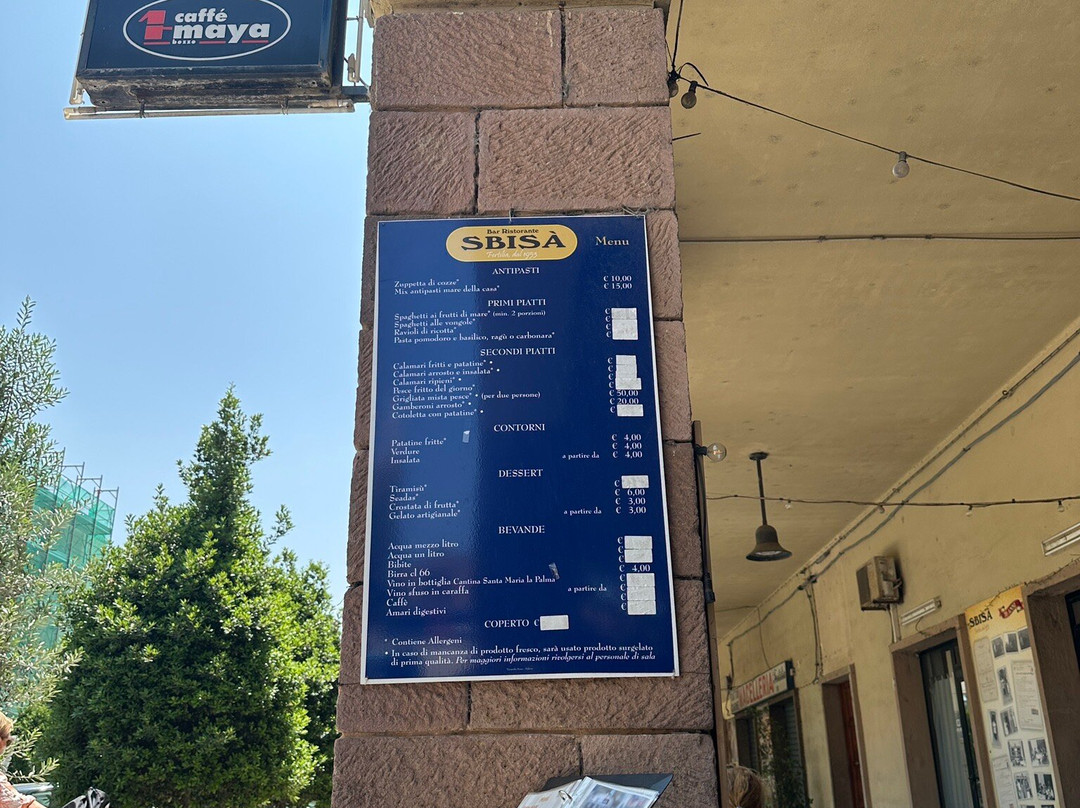 caffé
1 maya
bosso
Bar Ristorante
SBISÀ Menu
Fertilia, dal 1933
ANTIPASTI
Zuppetta di cozze* € 10,00
Mix antipasti mare della casa* € 15,00
PRIMI PIATTI
Spaghetti ai frutti di mare* (min. 2 porzioni) €
Spaghetti alle vongole* €
Ravioli di ricotta* €
Pasta pomodoro e basilico, ragù o carbonara* €
SECONDI PIATTI
Calamari fritti e patatine* • €
Calamari arrosto e insalata* • €
Calamari ripieni* • €
Pesce fritto del giorno* €
Grigliata mista pesce* • (per due persone) € 50,00
Gamberoni arrosto* • € 20,00
Cotoletta con patatine* • €
CONTORNI
Patatine fritte* € 4,00
Verdure € 4,00
Insalata a partire da € 4,00
DESSERT
Tiramisù* €
Seadas* € 6,00
Crostata di frutta* € 3,00
Gelato artigianale* a partire da € 3,00
BEVANDE
Acqua mezzo litro €
Acqua un litro €
Bibite €
Birra cl 66 € 4,00
Vino in bottiglia Cantina Santa Maria la Palma €
Vino sfuso in caraffa a partire da €
Caffè €
Amari digestivi €
COPERTO €
* Contiene Allergeni
• In caso di mancanza di prodotto fresco, sarà usato prodotto surgelato
di prima qualità. Per maggiori informazioni rivolgersi al personale di sala
SBISÀ